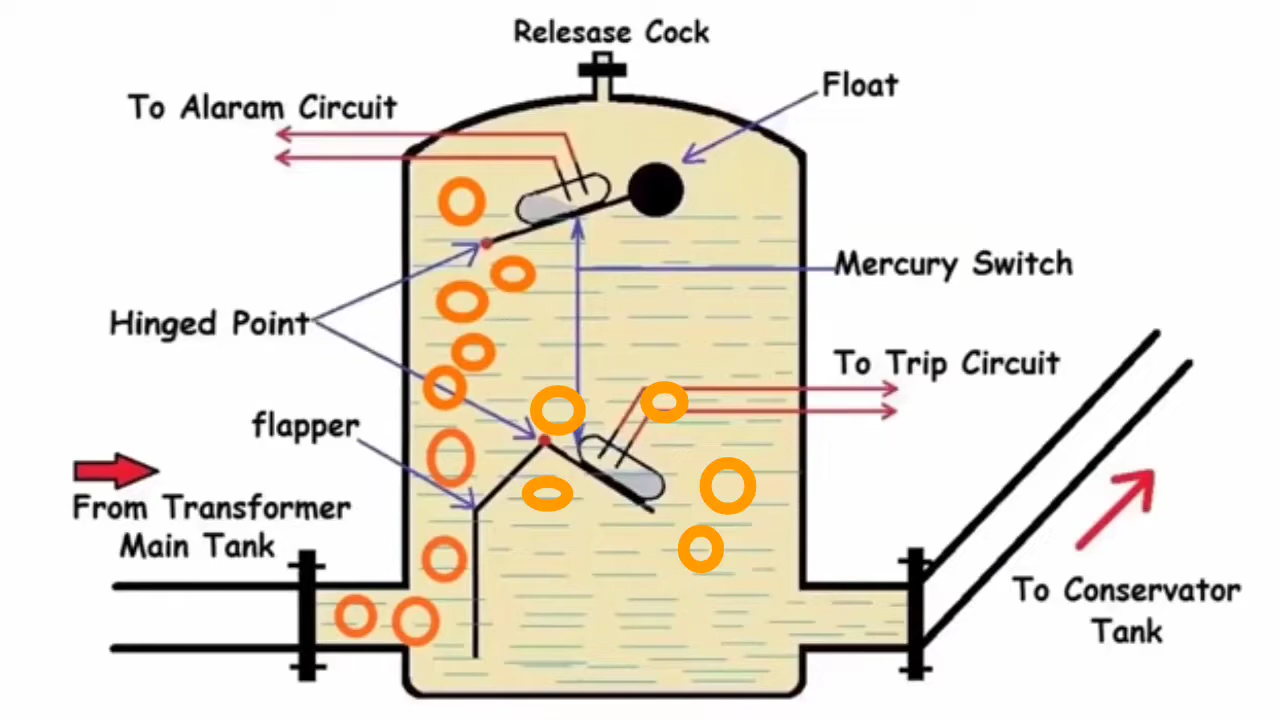 Relesase Cock
Float
To Alaram Circuit
Mercury Switch
Hinged Point
To Trip Circuit
flapper
From Transformer
Main Tank
To Conservator
Tank